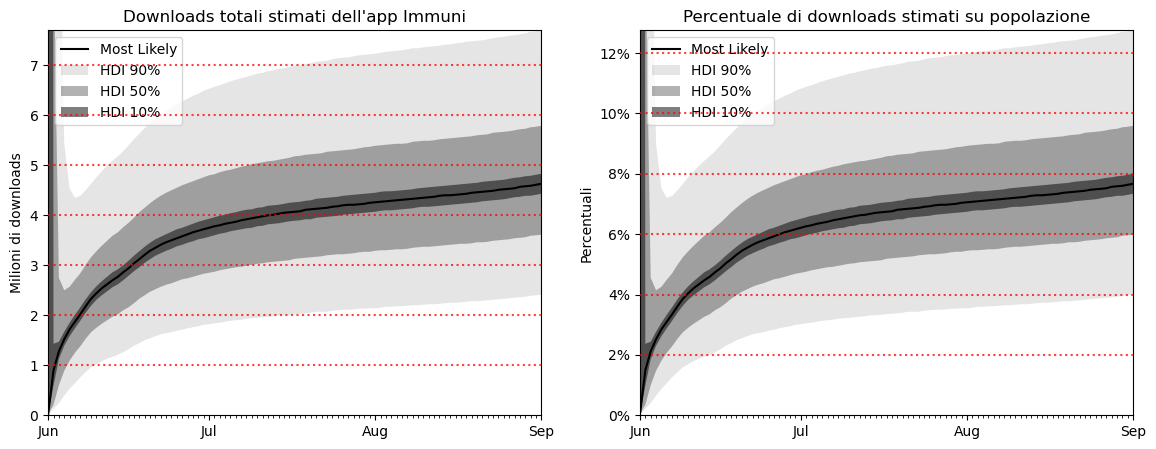 Downloads totali stimati dell'app Immuni
Milioni di downloads
7
6
5
4
3
2
1
0
Jun
Jul
Aug
Sep
Most Likely
HDI 90%
HDI 50%
HDI 10%
Percentuale di downloads stimati su popolazione
Percentuali
12%
10%
8%
6%
4%
2%
0%
Jun
Jul
Aug
Sep
Most Likely
HDI 90%
HDI 50%
HDI 10%